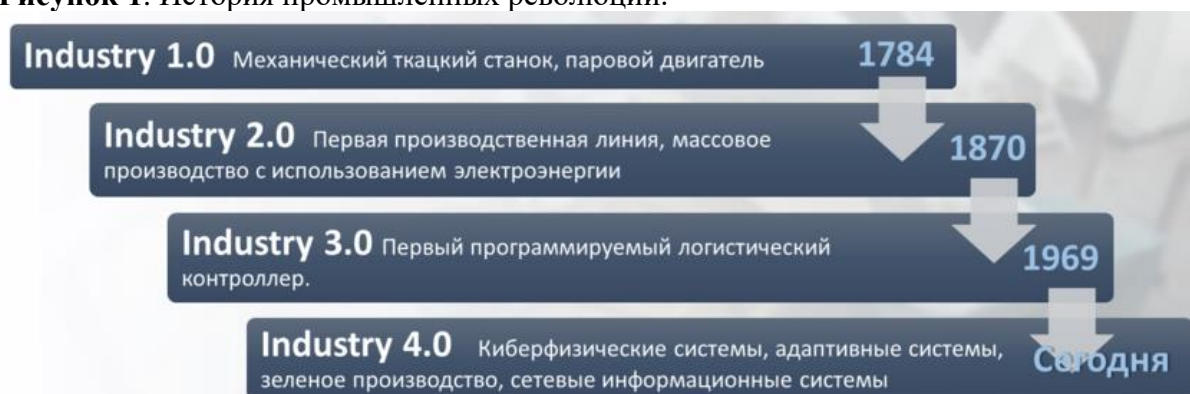 Рисунок 1. История промышленных революций.
Industry 1.0 Механический ткацкий станок, паровой двигатель 1784
Industry 2.0 Первая производственная линия, массовое
производство с использованием электроэнергии
1870
Industry 3.0 Первый программируемый логистический
контроллер.
1969
Industry 4.0 Киберфизические системы, адаптивные системы,
зеленое производство, сетевые информационные системы
Сегодня